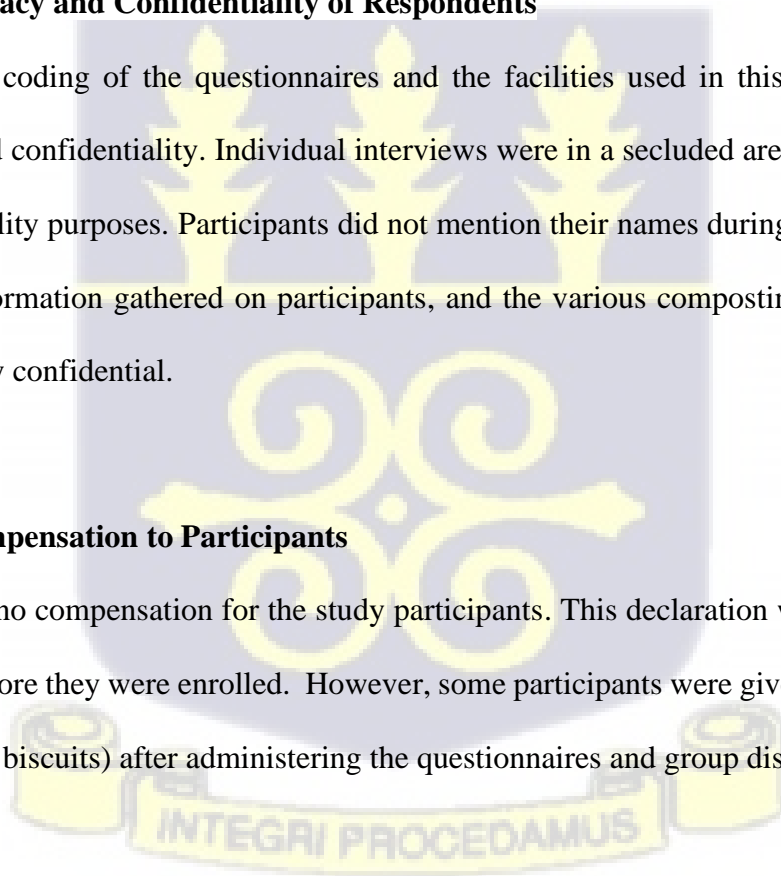 acy and Confidentiality of Respondents
coding of the questionnaires and the facilities used in this
confidentiality. Individual interviews were in a secluded are
lity purposes. Participants did not mention their names during
ormation gathered on participants, and the various compostin
y confidential.
mpensation to Participants
no compensation for the study participants. This declaration
ore they were enrolled. However, some participants were giv
biscuits) after administering the questionnaires and group dis
INTEGRI PROCEDAMUS